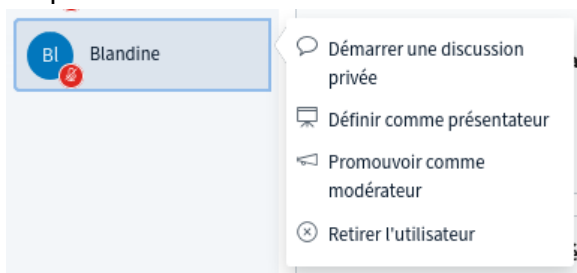 Bl
Blandine
Démarrer une discussion
privée
Définir comme présentateur
Promouvoir comme
modérateur
Retirer l'utilisateur